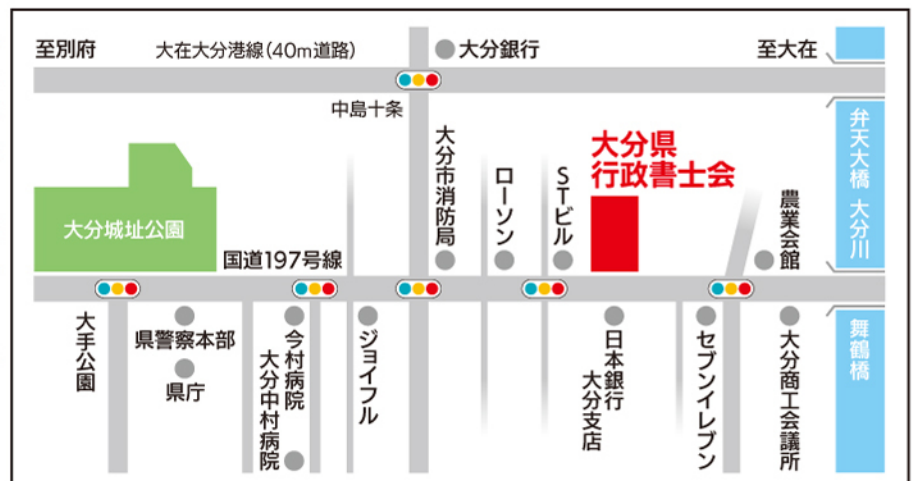 至別府
大在大分港線（40m道路）
大分銀行
至大在
中島十条
大分市消防局
ローソン
STビル
大分県
行政書士会
農業会館
弁天大橋
大分川
大分城址公園
国道197号線
大手公園
県警察本部
県庁
今村病院
大分中村病院
ジョイフル
日本銀行
大分支店
セブンイレブン
大分商工会議所
舞鶴橋